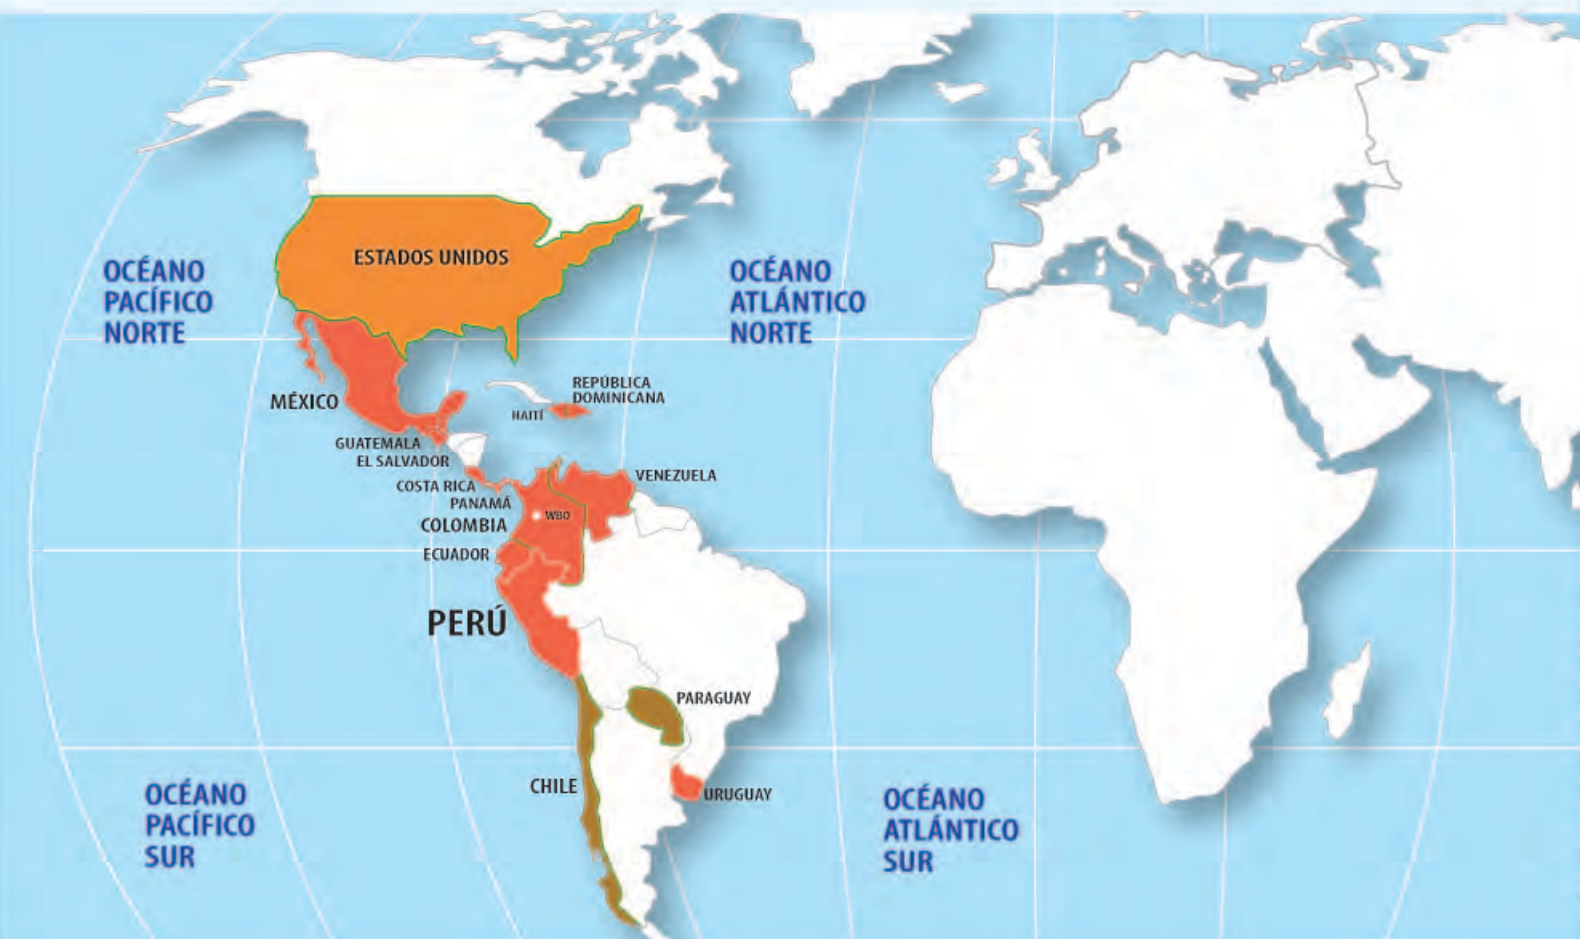 ESTADOS UNIDOS
OCÉANO
PACÍFICO
NORTE
OCÉANO
ATLÁNTICO
NORTE
MÉXICO
REPÚBLICA
DOMINICANA
HAITÍ
GUATEMALA
EL SALVADOR
COSTA RICA
PANAMÁ
VENEZUELA
COLOMBIA
WBO
ECUADOR
PERÚ
PARAGUAY
CHILE
URUGUAY
OCÉANO
PACÍFICO
SUR
OCÉANO
ATLÁNTICO
SUR